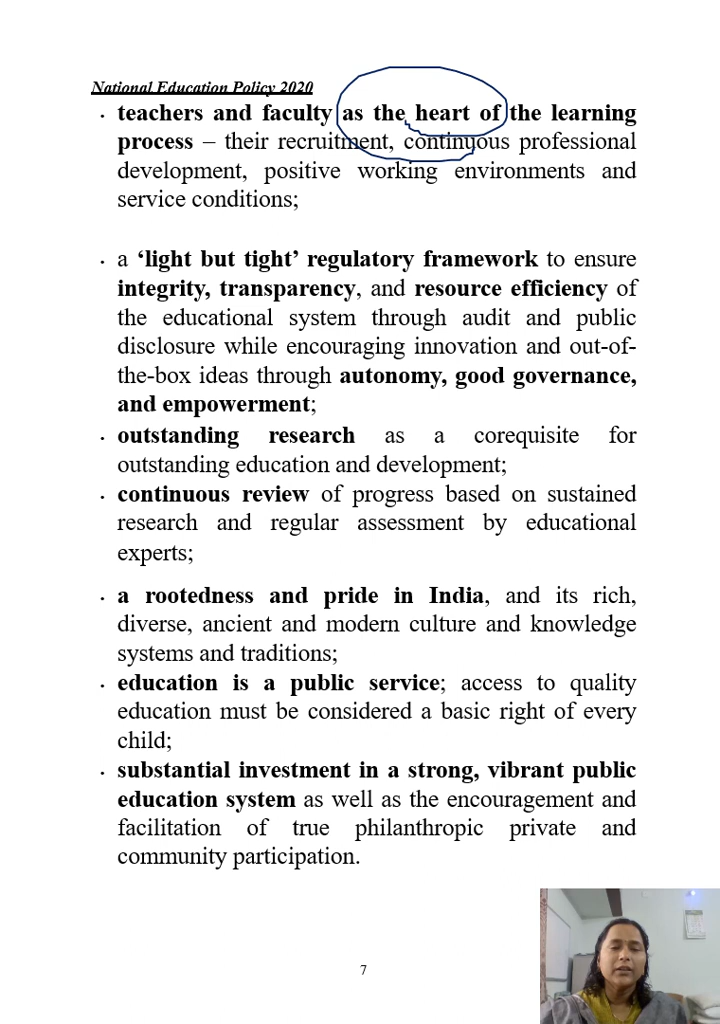 National Education Policy 2020
· teachers and faculty as the heart of the learning
process – their recruitment, continuous professional
development, positive working environments and
service conditions;
· a ‘light but tight’ regulatory framework to ensure
integrity, transparency, and resource efficiency of
the educational system through audit and public
disclosure while encouraging innovation and out-of-
the-box ideas through autonomy, good governance,
and empowerment;
· outstanding research as a corequisite for
outstanding education and development;
· continuous review of progress based on sustained
research and regular assessment by educational
experts;
· a rootedness and pride in India, and its rich,
diverse, ancient and modern culture and knowledge
systems and traditions;
· education is a public service; access to quality
education must be considered a basic right of every
child;
· substantial investment in a strong, vibrant public
education system as well as the encouragement and
facilitation of true philanthropic private and
community participation.
7